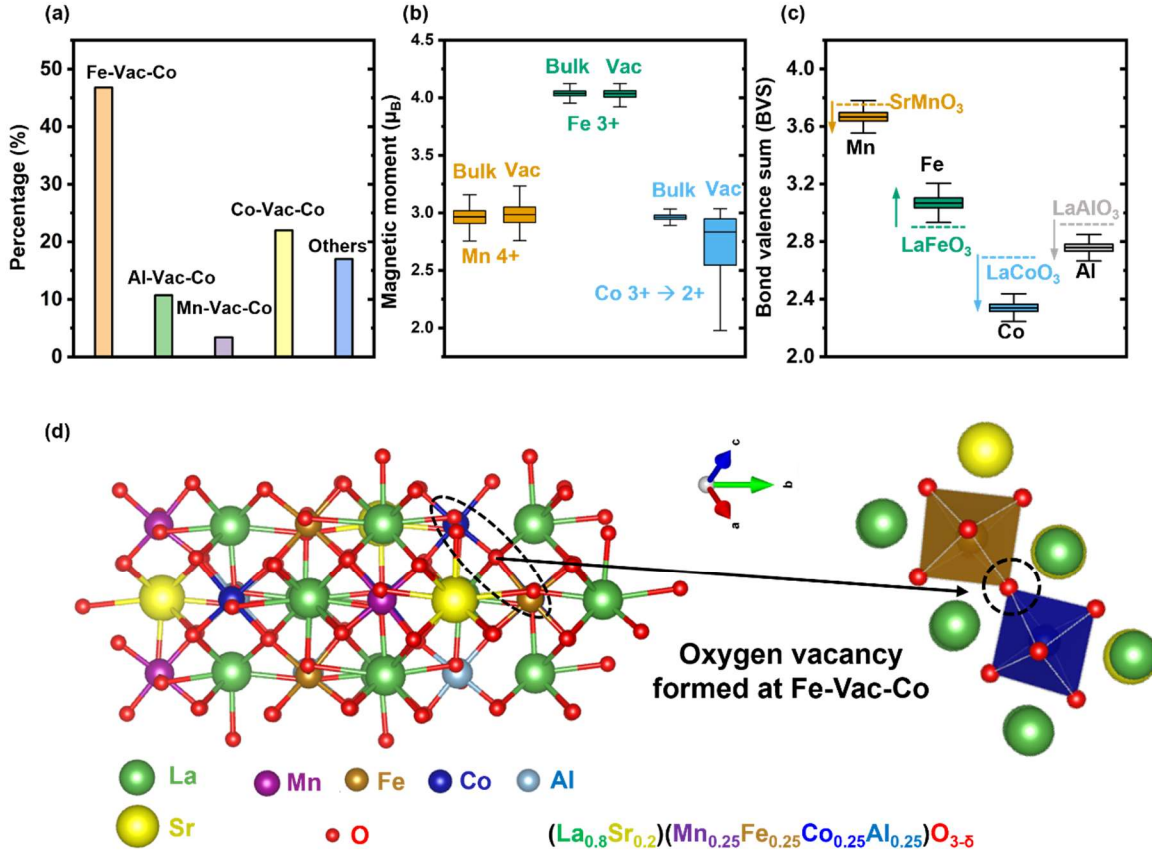 (a)
Percentage (%)
50
40
30
20
10
0
Fe-Vac-Co
Al-Vac-Co
Mn-Vac-Co
Co-Vac-Co
Others
(b)
Magnetic moment (μB)
4.5
4.0
3.5
3.0
2.5
2.0
Bulk Vac
Fe 3+
Bulk Vac
Mn 4+
Bulk Vac
Co 3+ → 2+
(c)
Bond valence sum (BVS)
4.0
3.6
3.2
2.8
2.4
2.0
SrMnO3
Mn
Fe
LaFeO3
LaCoO3
Co
LaAlO3
Al
(d)
c
b
a
Oxygen vacancy
formed at Fe-Vac-Co
La Mn Fe Co Al
Sr O
(La0.8Sr0.2)(Mn0.25Fe0.25Co0.25Al0.25)O3-δ